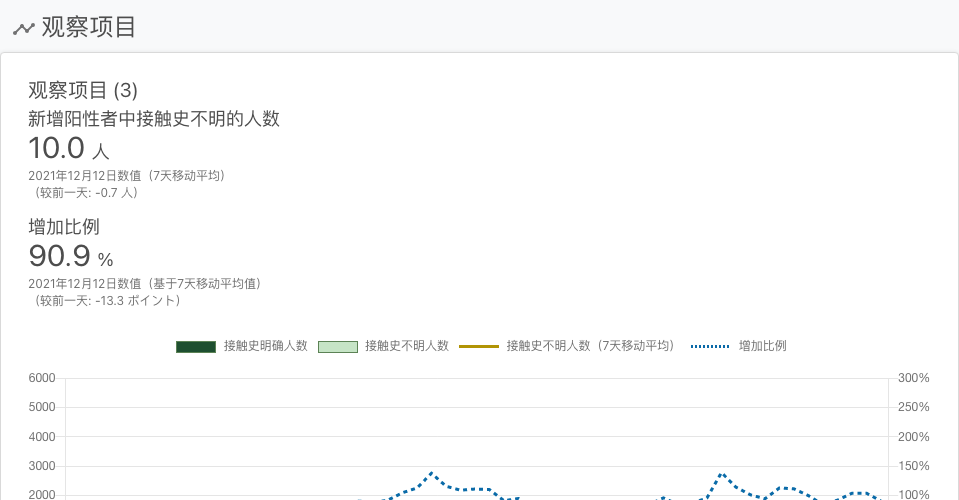 观察项目
观察项目 (3)
新增阳性者中接触史不明的人数
10.0 人
2021年12月12日数值（7天移动平均）
（较前一天: -0.7 人）
增加比例
90.9 %
2021年12月12日数值（基于7天移动平均值）
（较前一天: -13.3 ポイント）
接触史明确人数 接触史不明人数 接触史不明人数（7天移动平均） 增加比例
6000 300%
5000 250%
4000 200%
3000 150%
2000 100%